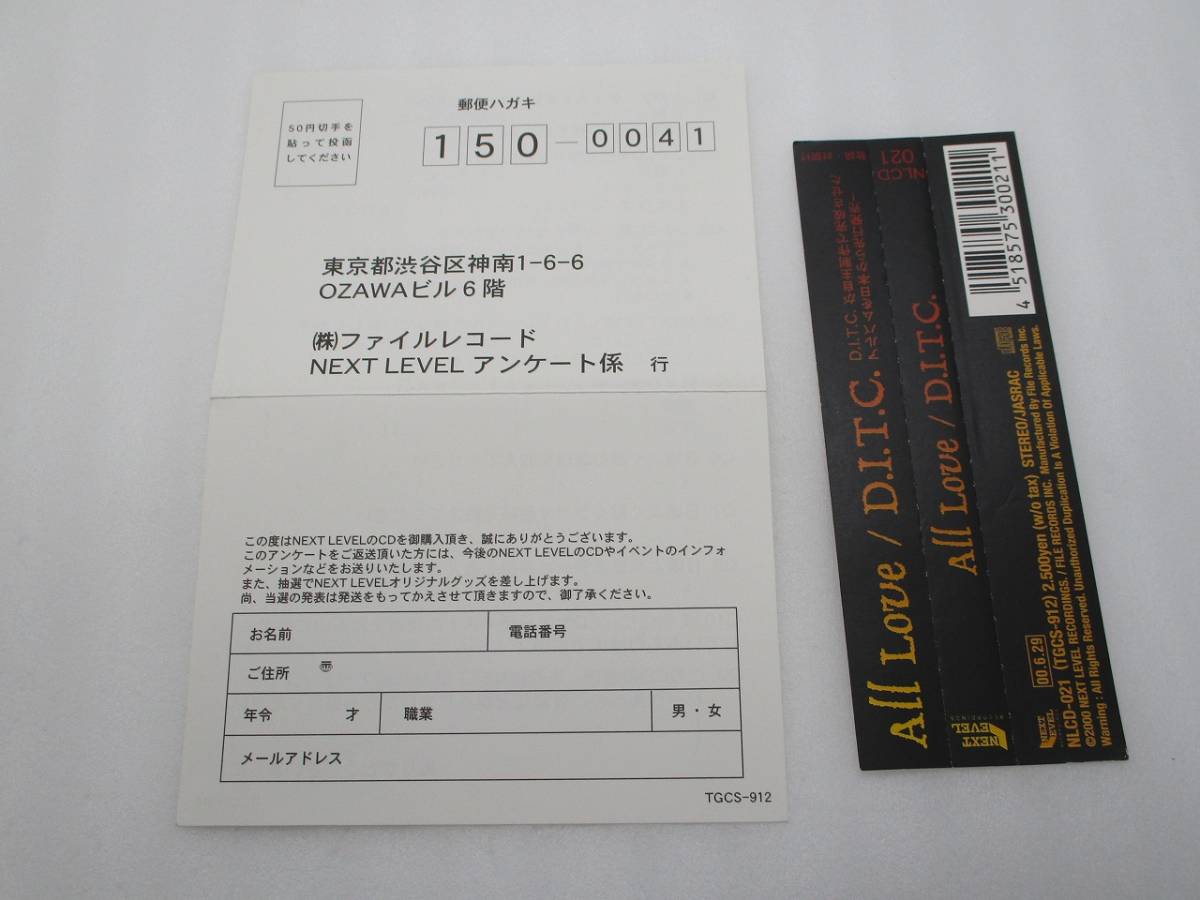 50円切手を
貼って投函
してください
郵便ハガキ
150-0041
東京都渋谷区神南1-6-6
OZAWAビル6階
㈱ファイルレコード
NEXT LEVEL アンケート係 行
この度はNEXT LEVELのCDを御購入頂き、誠にありがとうございます。
このアンケートをご返送頂いた方には、今後のNEXT LEVELのCDやイベントのインフォ
メーションなどをお送りいたします。
また、抽選でNEXT LEVELオリジナルグッズを差し上げます。
尚、当選の発表は発送をもってかえさせて頂きますので、御了承ください。
お名前 電話番号
ご住所 〠
年令 才 職業 男・女
メールアドレス
TGCS-912
NLCD
021
All Love / D.I.T.C.
All Love / D.I.T.C.
NEXT
LEVEL
RECORDINGS
4 518575 300211
NEXT
LEVEL
00.6.29
NLCD-021 (TGCS-912) 2.500yen (w/o tax) STEREO/JASRAC
©2000 NEXT LEVEL RECORDINGS. / FILE RECORDS INC. Manufactured By File Records Inc.
Warning : All Rights Reserved. Unauthorized Duplication Is A Violation Of Applicable Laws.